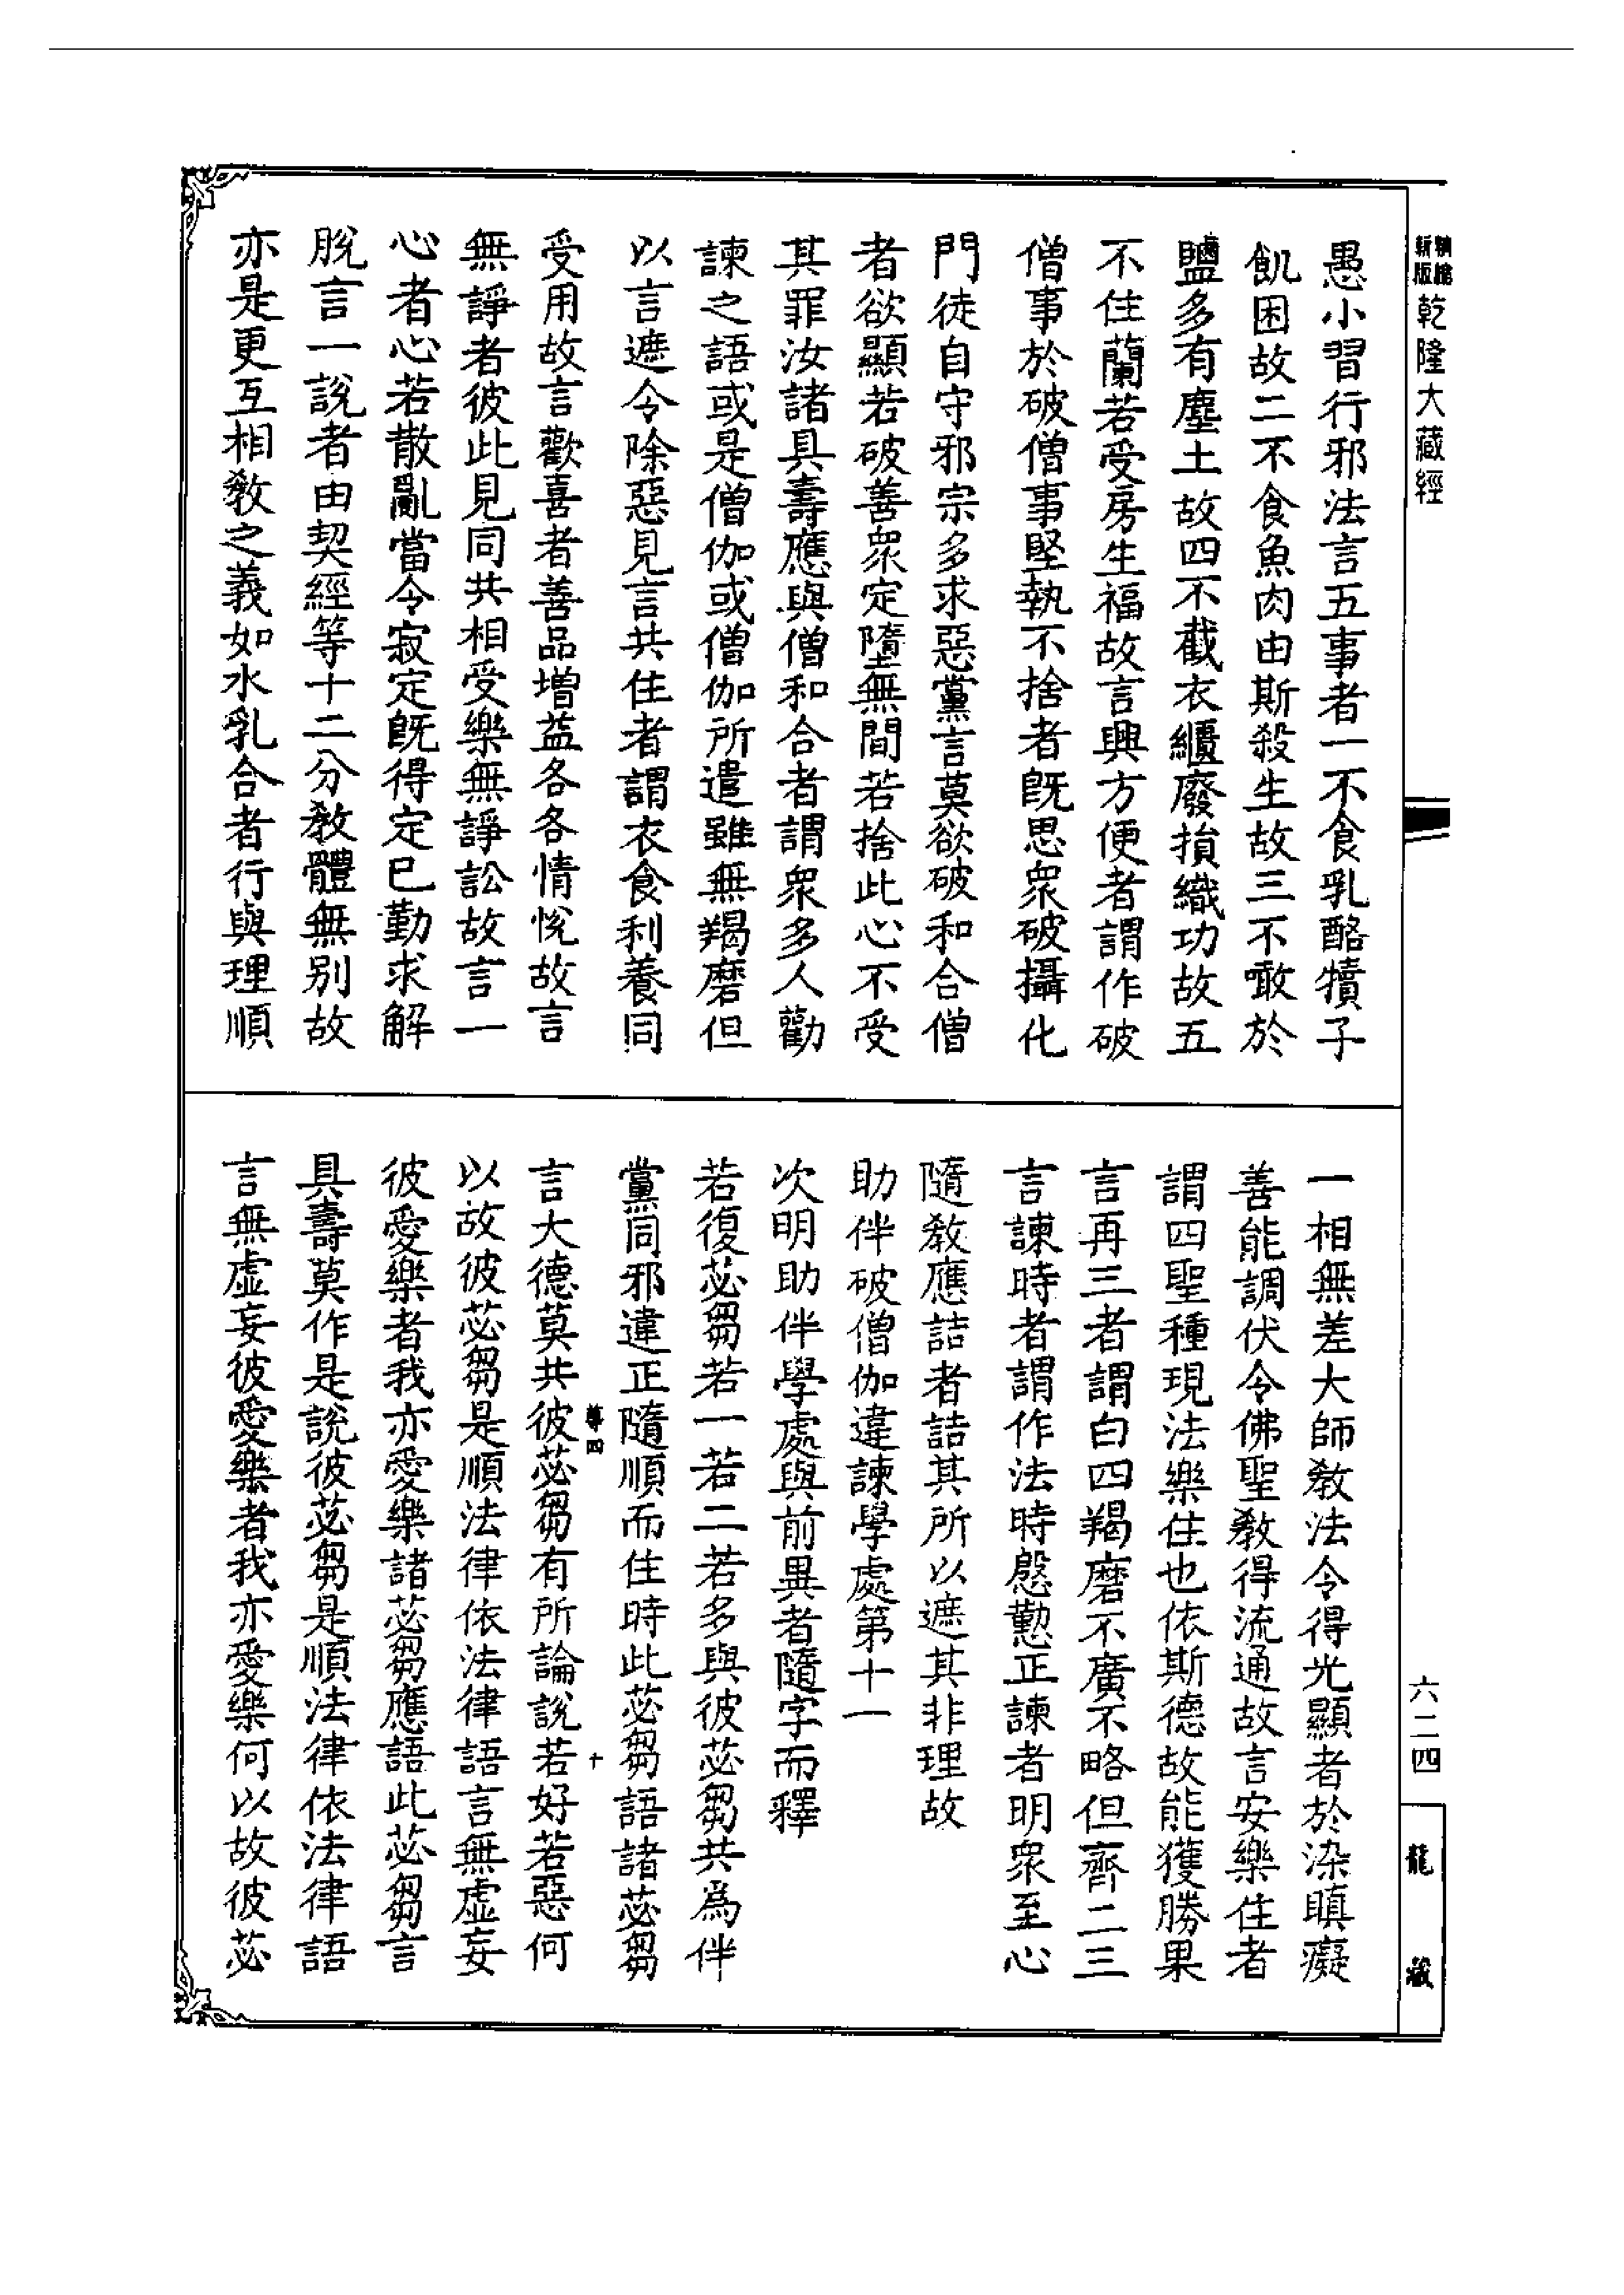 乾隆大藏經
愚小習行邪法言五事者一不食乳酪犢子
飢困故二不食魚肉由斯殺生故三不噉於
鹽多有塵土故四不截衣繦廢損織功故五
不住蘭若受房生福故言興方便者謂作破
僧事於破僧事堅執不捨者旣思衆破攝化
門徒自守邪宗多求惡黨言莫欲破和合僧
者欲顯若破善衆定墮無間若捨此心不受
其罪汝諸具壽應與僧和合者謂衆多人勸
諫之語或是僧伽或僧伽所遣雖無羯磨但
以言遮令除惡見言共住者謂衣食利養同
受用故言歡喜者善品增益各各情悅故言
無諍者彼此見同共相受樂無諍訟故言一
心者心若散亂當令寂定旣得定已勤求解
脫言一說者由契經等十二分敎體無別故
亦是更互相敎之義如水乳合者行與理順
一相無差大師敎法令得光顯者於染瞋癡
善能調伏令佛聖敎得流通故言安樂住者
謂四聖種現法樂住也依斯德故能獲勝果
言再三者謂白四羯磨不廣不略但齊二三
言諫時者謂作法時慇懃正諫者明衆至心
隨敎應詰者詰其所以遮其非理故
助伴破僧伽違諫學處第十一
次明助伴學處與前異者隨字而釋
若復苾芻若一若二若多與彼苾芻共爲伴
黨同邪違正隨順而住時此苾芻語諸苾芻
言大德莫共彼苾芻有所論說若好若惡何
以故彼苾芻是順法律依法律語言無虛妄
彼愛樂者我亦愛樂諸苾芻應語此苾芻言
具壽莫作是說彼苾芻是順法律依法律語
言無虛妄彼愛樂者我亦愛樂何以故彼苾
尊四
十
六二四
龍藏